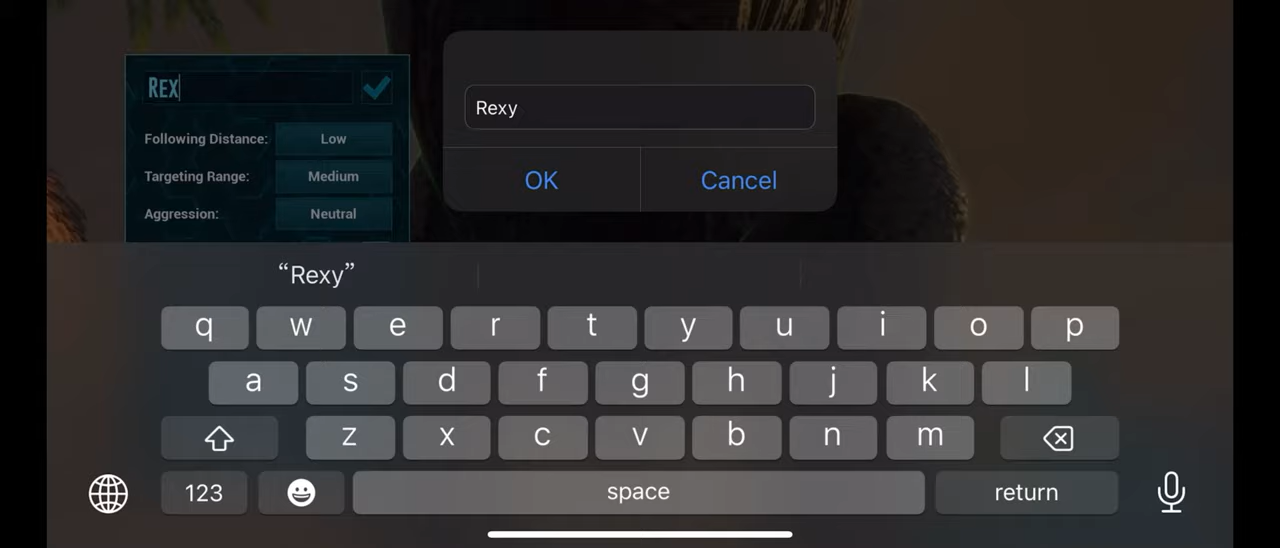 REX
Following Distance: Low
Targeting Range: Medium
Aggression: Neutral
Rexy
OK Cancel
“Rexy”
q w e r t y u i o p
a s d f g h j k l
z x c v b n m
123 space return